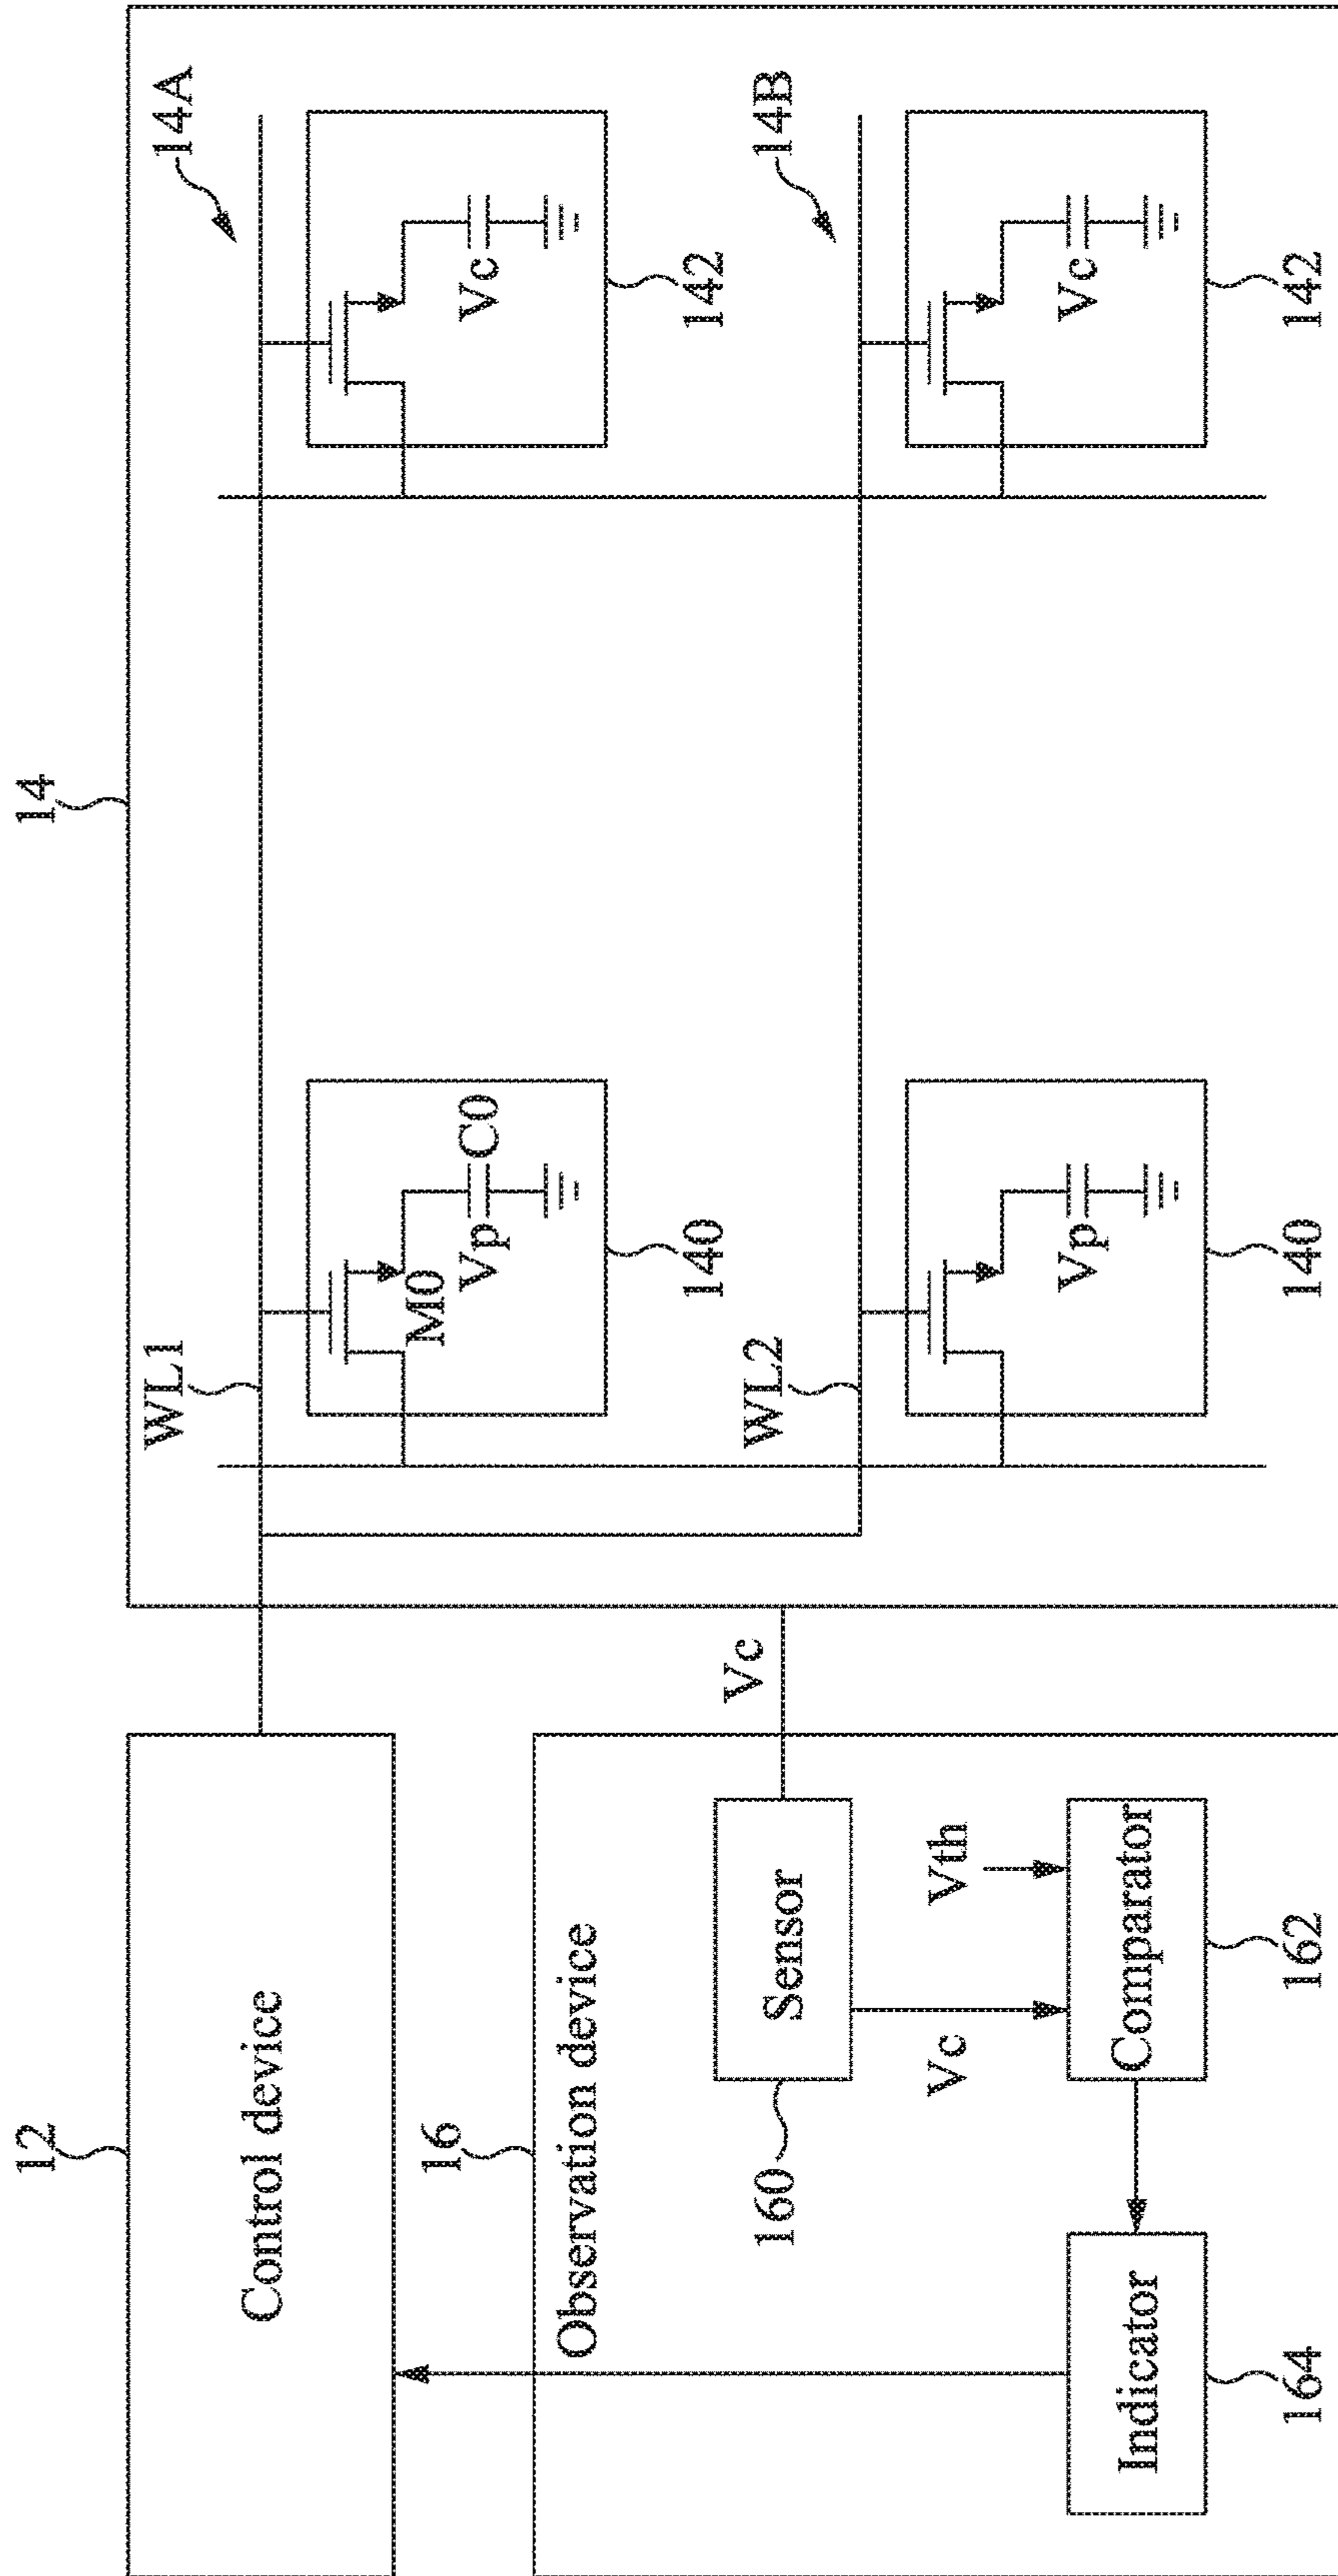 12
Control device
16
Observation device
Sensor
160
Vc
Vth
Comparator
162
Indicator
164
Vc
14
WL1
14A
M0
Vp
C0
140
Vc
142
WL2
14B
Vp
140
Vc
142